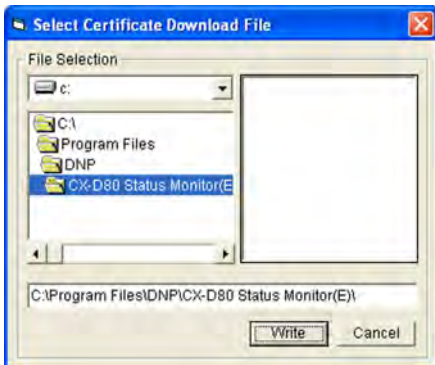 Select Certificate Download File
File Selection
c:
C:\
Program Files
DNP
CX-D80 Status Monitor(E
C:\Program Files\DNP\CX-D80 Status Monitor(E)\
Write
Cancel